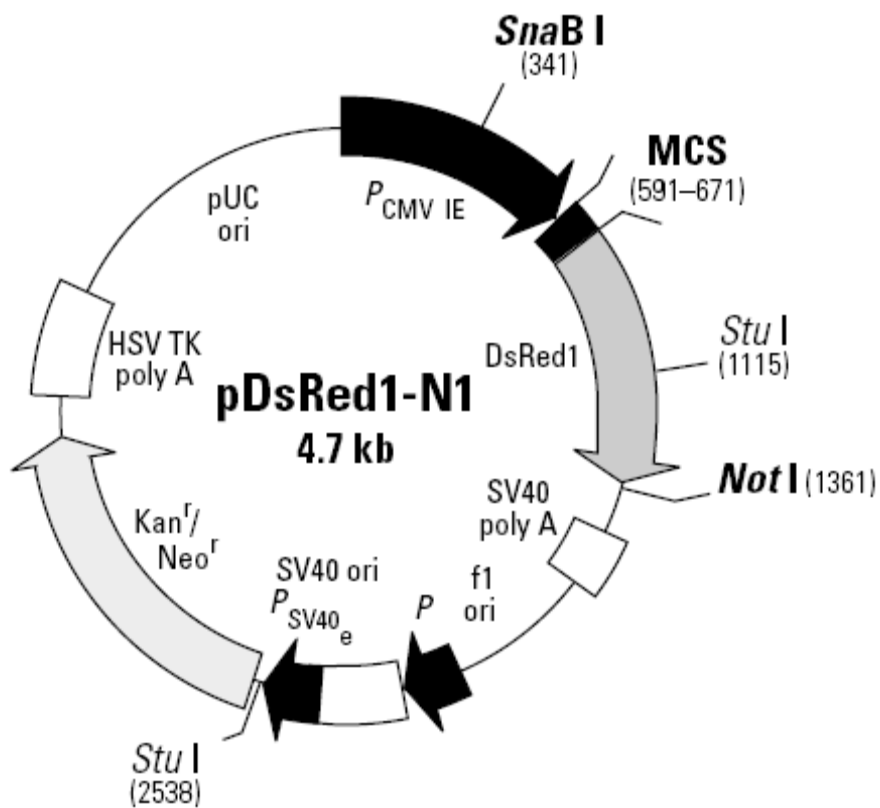 SnaB I
(341)
MCS
(591–671)
pUC
ori
PCMV IE
HSV TK
poly A
DsRed1
Stu I
(1115)
pDsRed1-N1
4.7 kb
Not I (1361)
SV40
poly A
Kanr/
Neor
SV40 ori
PSV40e
P
f1
ori
Stu I
(2538)